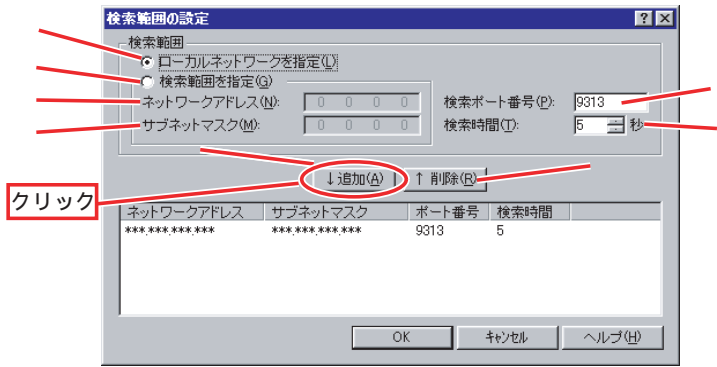 検索範囲の設定
検索範囲
ローカルネットワークを指定(L)
検索範囲を指定(G)
ネットワークアドレス(N): 0 0 0 0 検索ポート番号(P): 9313
サブネットマスク(M): 0 0 0 0 検索時間(T): 5 秒
↓追加(A) ↑削除(R)
クリック
ネットワークアドレス サブネットマスク ポート番号 検索時間
***.***.***.*** ***.***.***.*** 9313 5
OK キャンセル ヘルプ(H)